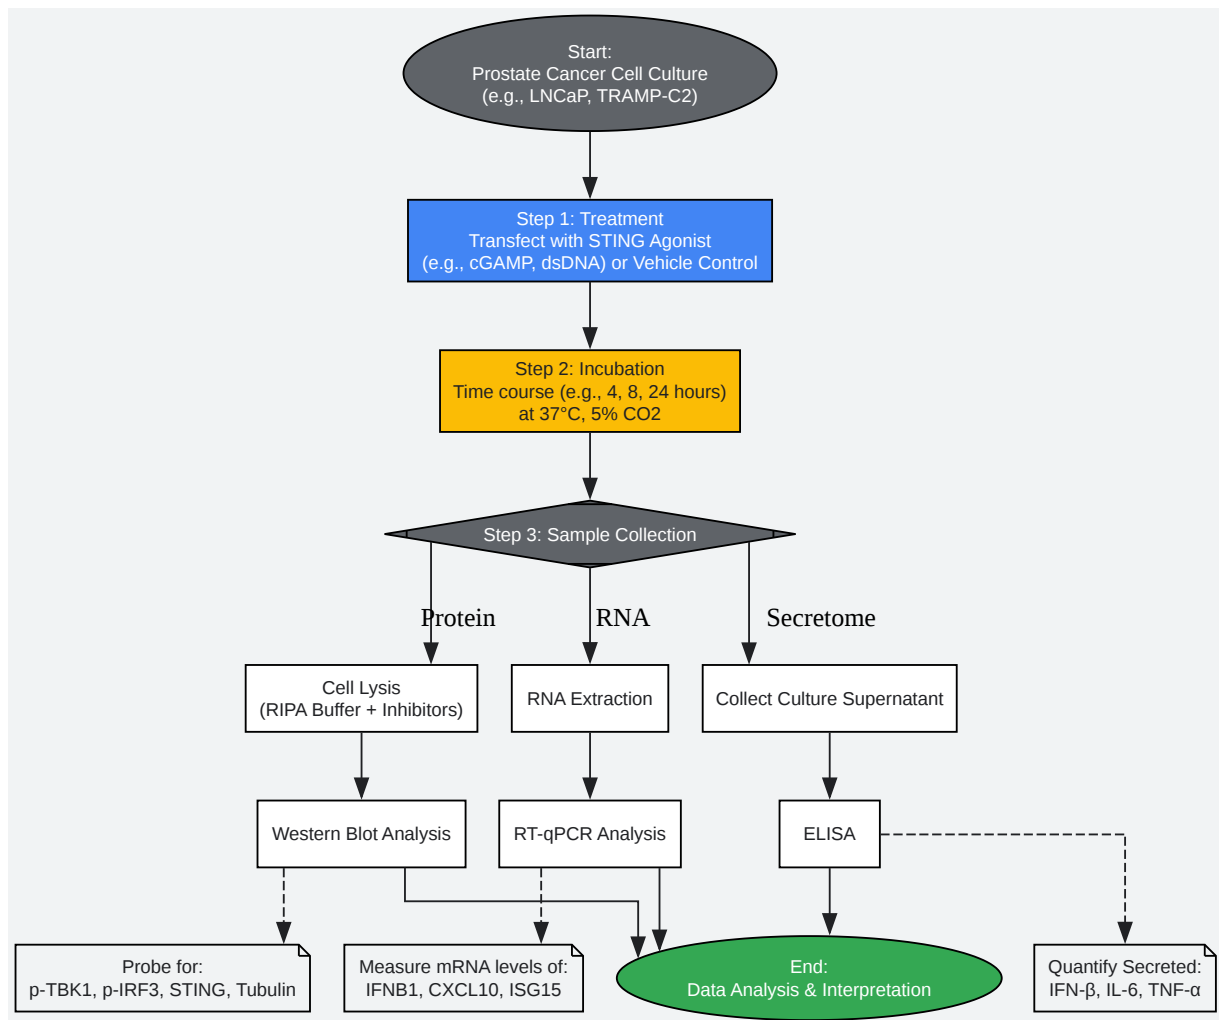 Start:
Prostate Cancer Cell Culture
(e.g., LNCaP, TRAMP-C2)
Step 1: Treatment
Transfect with STING Agonist
(e.g., cGAMP, dsDNA) or Vehicle Control
Step 2: Incubation
Time course (e.g., 4, 8, 24 hours)
at 37°C, 5% CO2
Step 3: Sample Collection
Protein
RNA
Secretome
Cell Lysis
(RIPA Buffer + Inhibitors)
RNA Extraction
Collect Culture Supernatant
Western Blot Analysis
RT-qPCR Analysis
ELISA
Probe for:
p-TBK1, p-IRF3, STING, Tubulin
Measure mRNA levels of:
IFNB1, CXCL10, ISG15
End:
Data Analysis & Interpretation
Quantify Secreted:
IFN-β, IL-6, TNF-α